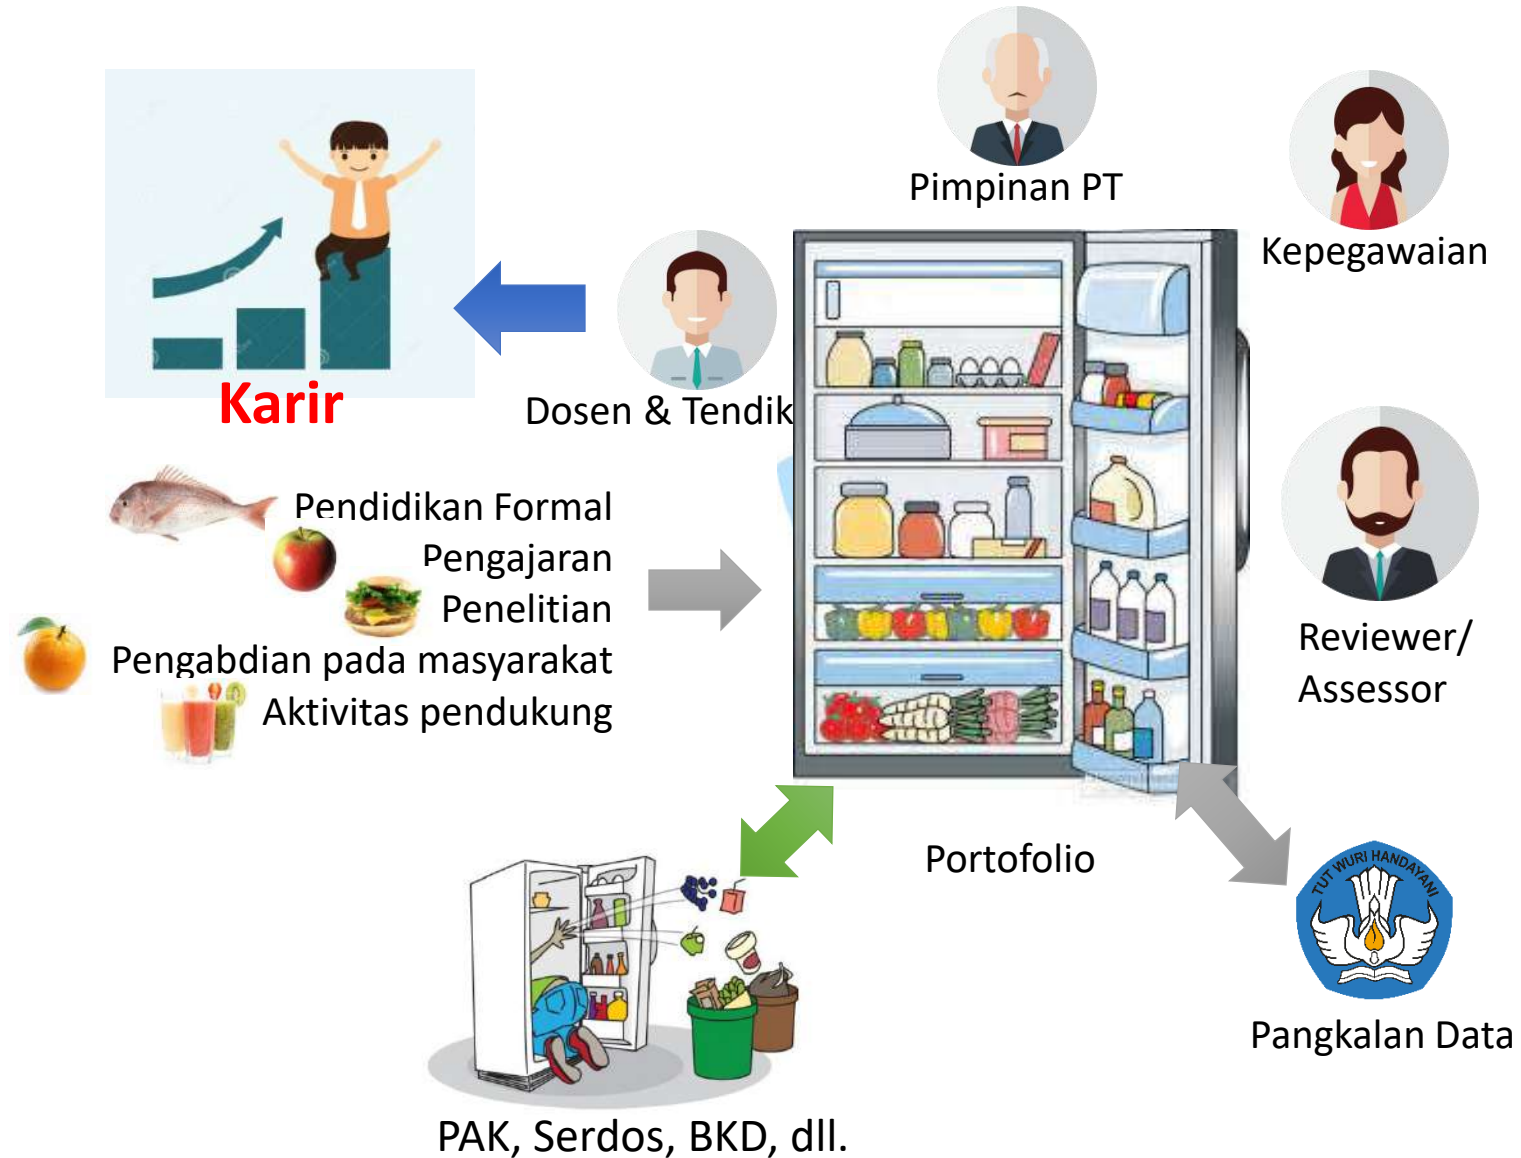 Pimpinan PT
Kepegawaian
Karir
Dosen & Tendik
Pendidikan Formal
Pengajaran
Penelitian
Pengabdian pada masyarakat
Aktivitas pendukung
Reviewer/
Assessor
Portofolio
TUT WURI HANDAYANI
Pangkalan Data
PAK, Serdos, BKD, dll.